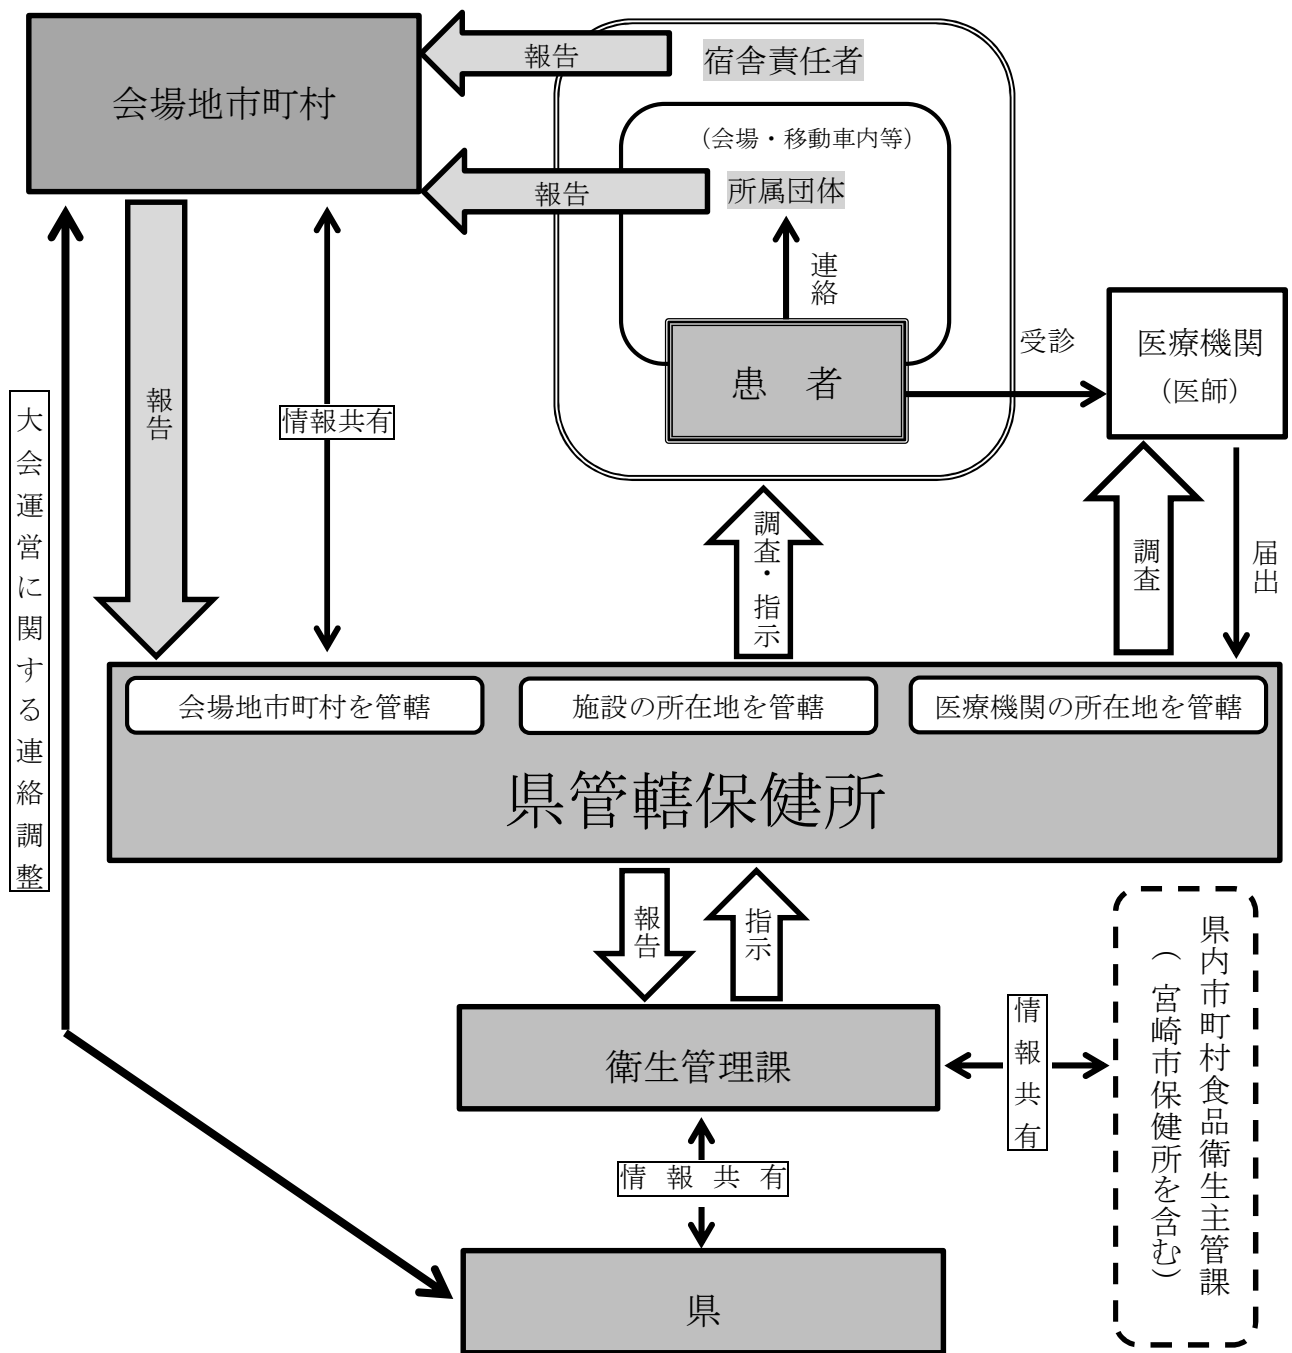 会場地市町村
報告
宿舎責任者
（会場・移動車内等）
報告
所属団体
連絡
患　者
受診
医療機関
（医師）
報告
情報共有
大会運営に関する連絡調整
調査・指示
調査
届出
会場地市町村を管轄
施設の所在地を管轄
医療機関の所在地を管轄
県管轄保健所
報告
指示
衛生管理課
情報共有
県内市町村食品衛生主管課
（宮崎市保健所を含む）
情報共有
県